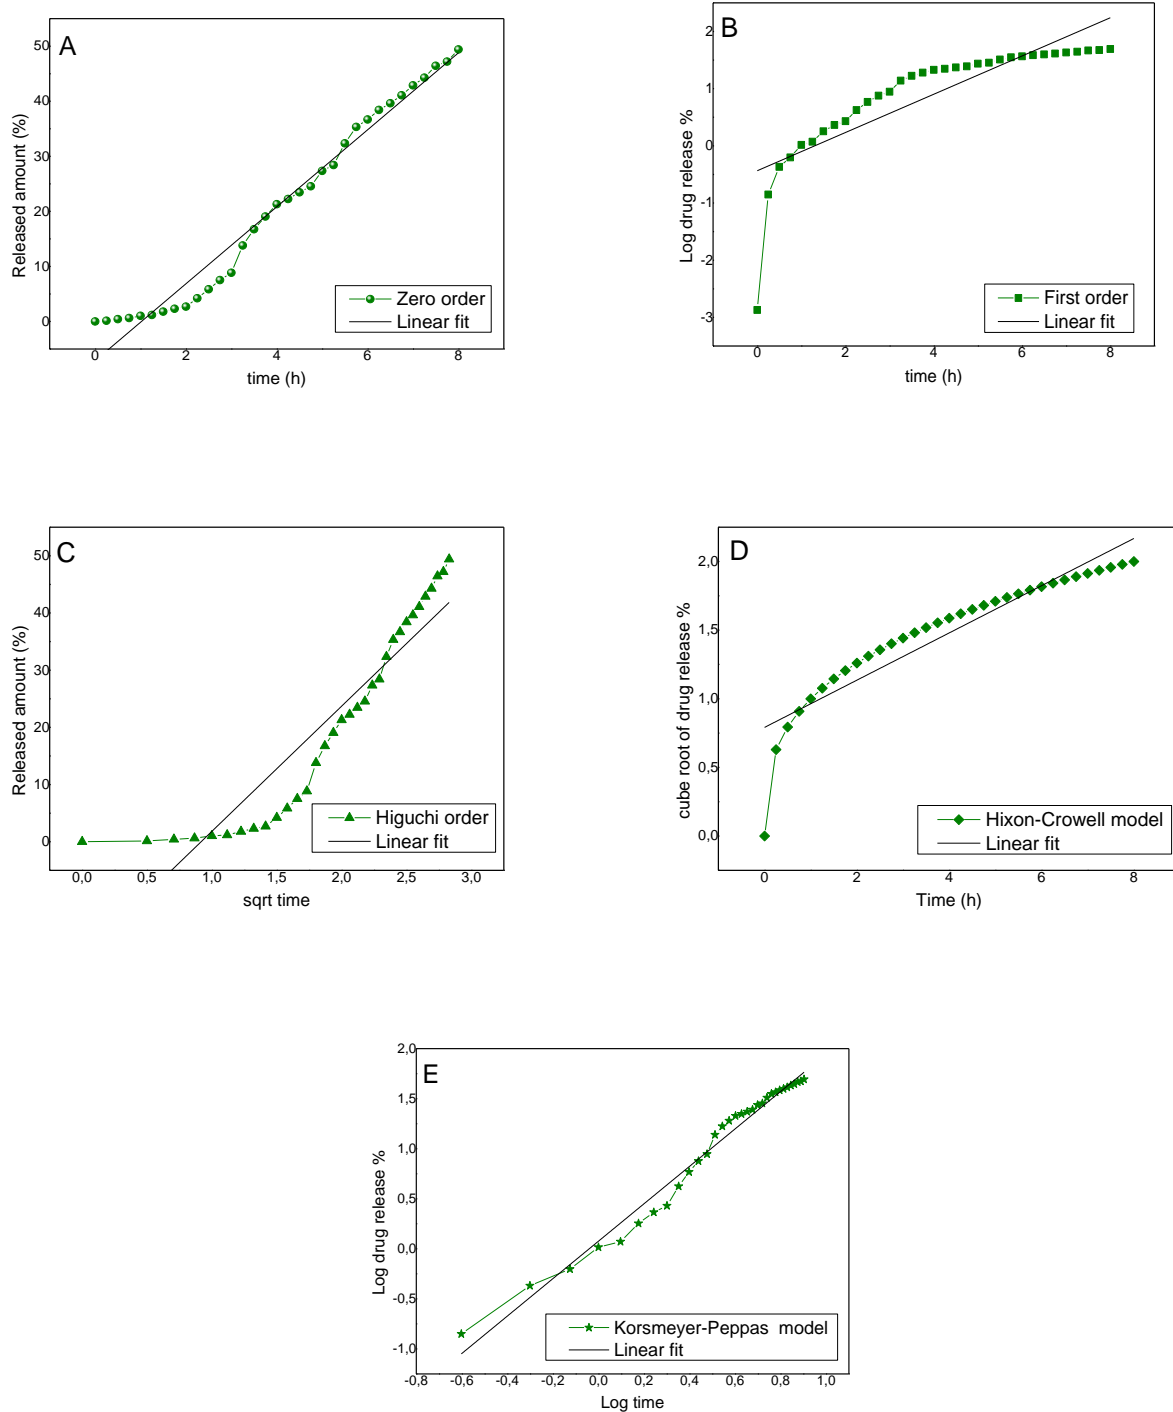 A
Released amount (%)
50
40
30
20
10
0
Zero order
Linear fit
0 2 4 6 8
time (h)
B
Log drug release %
2
1
0
-1
-2
-3
First order
Linear fit
0 2 4 6 8
time (h)
C
Released amount (%)
50
40
30
20
10
0
Higuchi order
Linear fit
0,0 0,5 1,0 1,5 2,0 2,5 3,0
sqrt time
D
cube root of drug release %
2,0
1,5
1,0
0,5
0,0
Hixon-Crowell model
Linear fit
0 2 4 6 8
Time (h)
E
Log drug release %
2,0
1,5
1,0
0,5
0,0
-0,5
-1,0
Korsmeyer-Peppas model
Linear fit
-0,8 -0,6 -0,4 -0,2 0,0 0,2 0,4 0,6 0,8 1,0
Log time